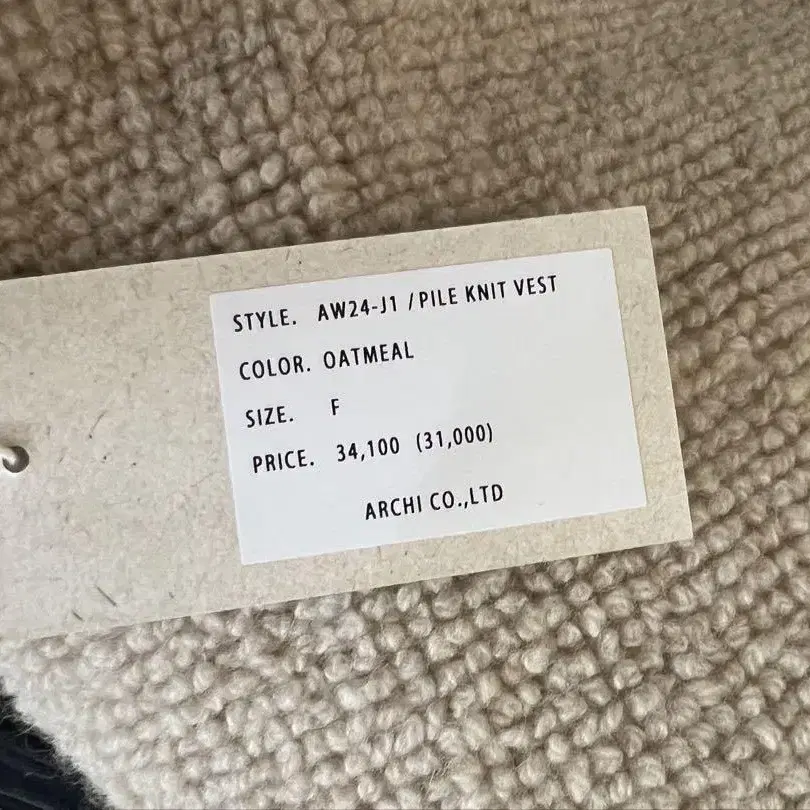 STYLE. AW24-J1 /PILE KNIT VEST
COLOR. OATMEAL
SIZE. F
PRICE. 34,100 (31,000)
ARCHI CO.,LTD